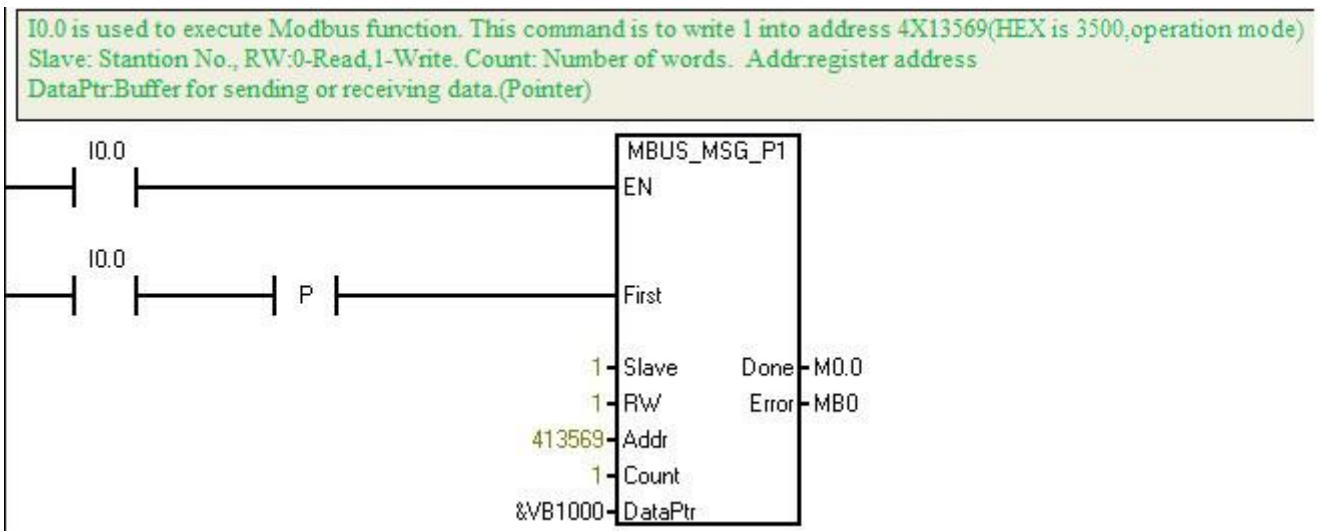 I0.0 is used to execute Modbus function. This command is to write 1 into address 4X13569(HEX is 3500,operation mode)
Slave: Stantion No., RW:0-Read,1-Write. Count: Number of words.  Addr:register address
DataPtr:Buffer for sending or receiving data.(Pointer)
I0.0
MBUS_MSG_P1
EN
I0.0
P
First
1 Slave Done M0.0
1 RW Error MB0
413569 Addr
1 Count
&VB1000 DataPtr